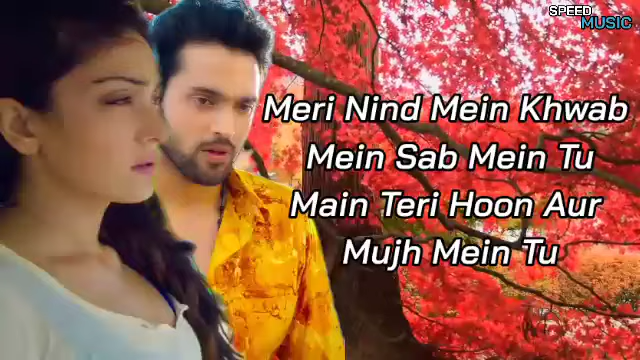 SPEED
MUSIC
Meri Nind Mein Khwab
Mein Sab Mein Tu
Main Teri Hoon Aur
Mujh Mein Tu